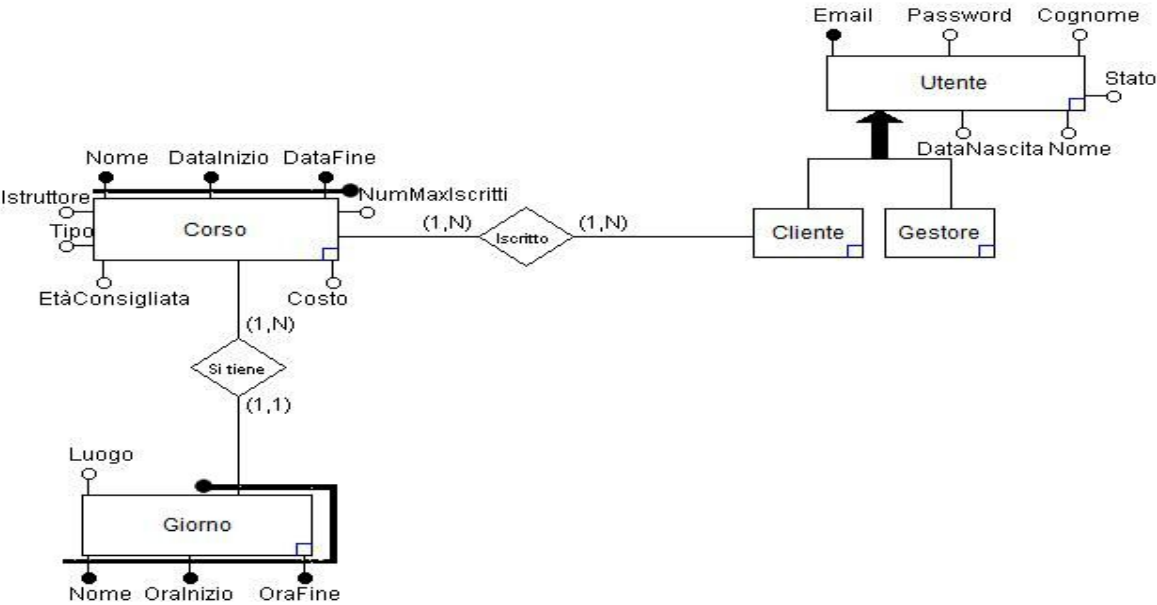 Email Password Cognome
Utente
Stato
DataNascita Nome
Nome DataInizio DataFine
Istruttore
NumMaxIscritti
Tipo
Corso
(1,N)
Iscritto
(1,N)
Cliente
Gestore
EtàConsigliata
Costo
(1,N)
Si tiene
(1,1)
Luogo
Giorno
Nome OraInizio OraFine